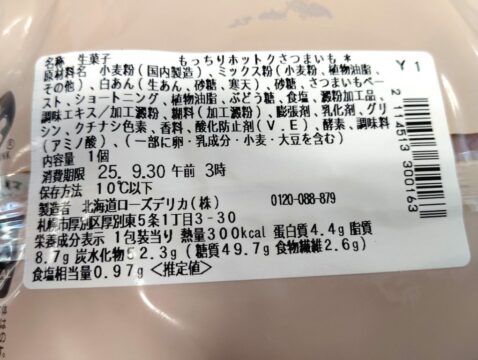 名称 生菓子 もっちりホットクさつまいも * ¥1
原材料名 小麦粉(国内製造)、ミックス粉(小麦粉、植物油脂、
その他)、白あん(生あん、砂糖、寒天)、砂糖、さつまいもペー
スト、ショートニング、植物油脂、ぶどう糖、食塩、澱粉加工品、
調味エキス/加工澱粉、糊料(加工澱粉)、膨張剤、乳化剤、グリ
シン、クチナシ色素、香料、酸化防止剤(V.E)、酵素、調味料
(アミノ酸)、(一部に卵・乳成分・小麦・大豆を含む)
内容量 1個
消費期限 25. 9.30 午前 3時
保存方法 10℃以下
製造者 北海道ローズデリカ(株) 0120-088-879
札幌市厚別区厚別東5条1丁目3-30
栄養成分表示 1包装当り 熱量300kcal 蛋白質4.4g 脂質
8.7g 炭水化物52.3g(糖質49.7g 食物繊維2.6g)
食塩相当量0.97g <推定値>
2 114513 300163